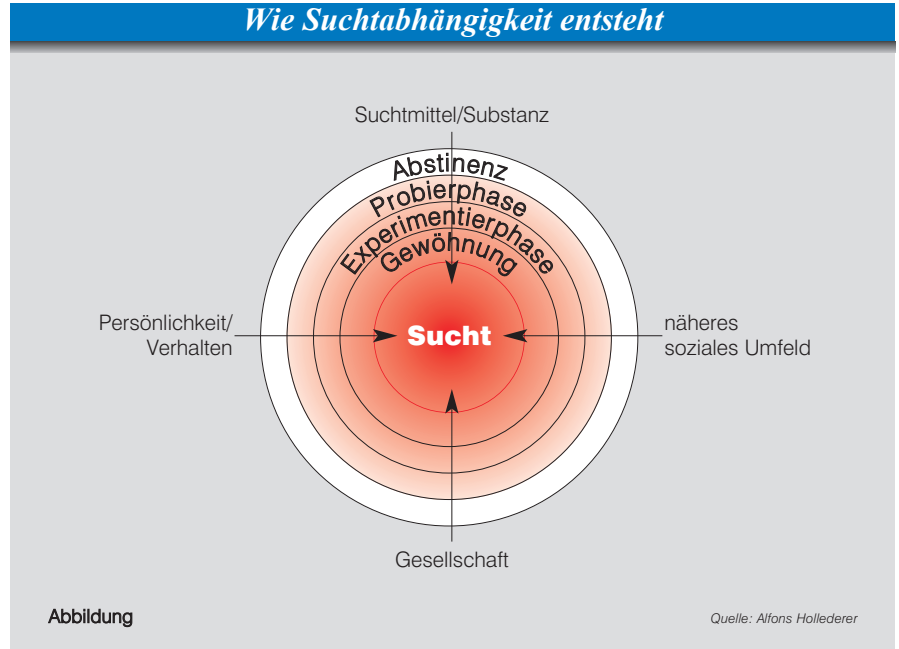 Wie Suchtabhängigkeit entsteht
Suchtmittel/Substanz
Abstinenz
Probierphase
Experimentierphase
Gewöhnung
Persönlichkeit/
Verhalten
Sucht
näheres
soziales Umfeld
Gesellschaft
Abbildung
Quelle: Alfons Hollederer